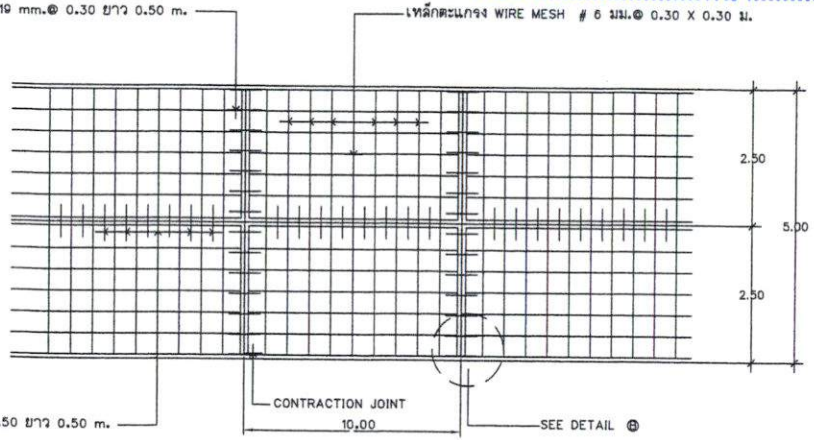 19 mm.@ 0.30 ยาว 0.50 m.
เหล็กตะแกรง WIRE MESH # 6 มม.@ 0.30 X 0.30 ม.
2.50
5.00
2.50
.50 ยาว 0.50 m.
CONTRACTION JOINT
10.00
SEE DETAIL Ⓑ